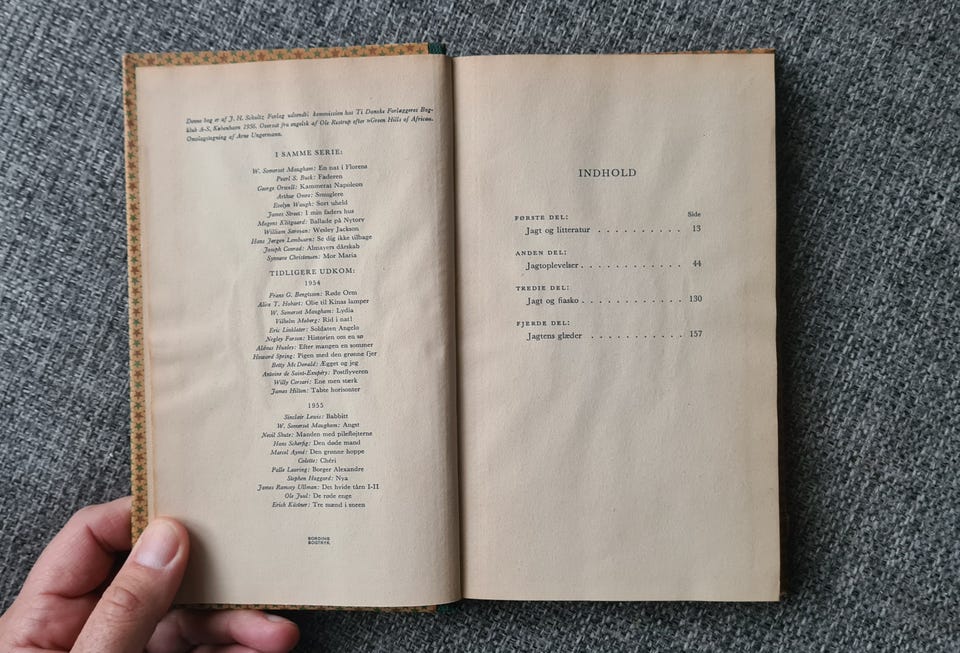 Denne bog er af J. H. Schultz Forlag udsendt i kommission hos Ti Danske Forlæggeres Bog-
klub A-S, København 1956. Oversat fra engelsk af Ole Restrup efter »Green Hills of Africa«.
Omslagstegning af Arne Ungermann.
I SAMME SERIE:
W. Somerset Maugham: En nat i Florens
Pearl S. Buck: Faderen
George Orwell: Kammerat Napoleon
Arthur Omre: Smuglere
Evelyn Waugh: Sort uheld
James Street: I min faders hus
Mogens Klitgaard: Ballade på Nytorv
William Saroyan: Wesley Jackson
Hans Jørgen Lembourn: Se dig ikke tilbage
Joseph Conrad: Almayers dårskab
Synnøve Christensen: Mor Maria
TIDLIGERE UDKOM:
1954
Frans G. Bengtsson: Røde Orm
Alice T. Hobart: Olie til Kinas lamper
W. Somerset Maugham: Lydia
Vilhelm Moberg: Rid i nat!
Eric Linklater: Soldaten Angelo
Negley Farson: Historien om en sø
Aldous Huxley: Efter mangen en sommer
Howard Spring: Pigen med den grønne fjer
Betty McDonald: Ægget og jeg
Antoine de Saint-Exupéry: Postflyveren
Willy Corsari: Ene men stærk
James Hilton: Tabte horisonter
1955
Sinclair Lewis: Babbitt
W. Somerset Maugham: Angst
Nevil Shute: Manden med pilefløjterne
Hans Scherfig: Den døde mand
Marcel Aymé: Den grønne hoppe
Colette: Chéri
Palle Lauring: Borger Alexandre
Stephen Haggard: Nya
James Ramsey Ullman: Det hvide tårn I-II
Ole Juul: De røde enge
Erich Kästner: Tre mænd i sneen
BORDING
BOGTRYK.
INDHOLD
Side
FØRSTE DEL:
Jagt og litteratur . . . . . . . . . . 13
ANDEN DEL:
Jagtoplevelser . . . . . . . . . . . . 44
TREDIE DEL:
Jagt og fiasko . . . . . . . . . . . . 130
FJERDE DEL:
Jagtens glæder . . . . . . . . . . . 157